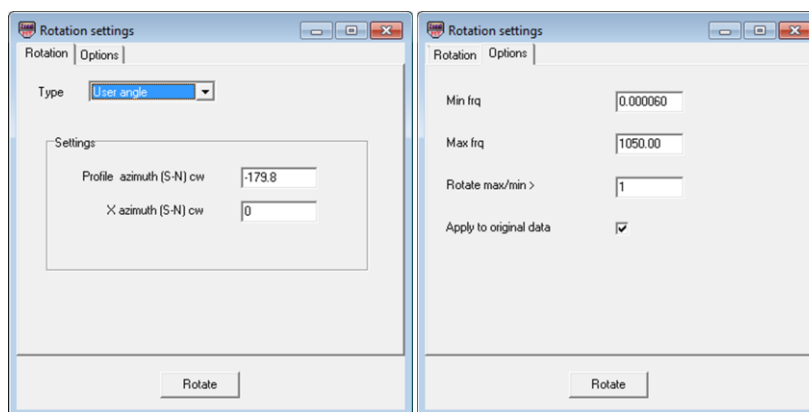 Rotation settings
Rotation Options
Type User angle
Settings
Profile azimuth (S-N) cw -179.8
X azimuth (S-N) cw 0
Rotate
Rotation settings
Rotation Options
Min frq 0.000060
Max frq 1050.00
Rotate max/min > 1
Apply to original data
Rotate